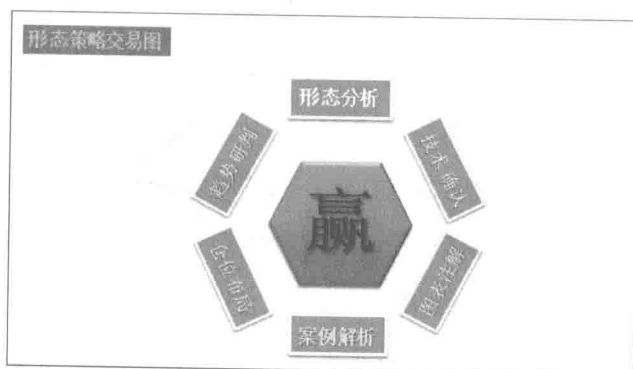 形态策略交易图
形态分析
技术 确认
图表注解
案例解析
仓位 布局
趋势 研判
赢